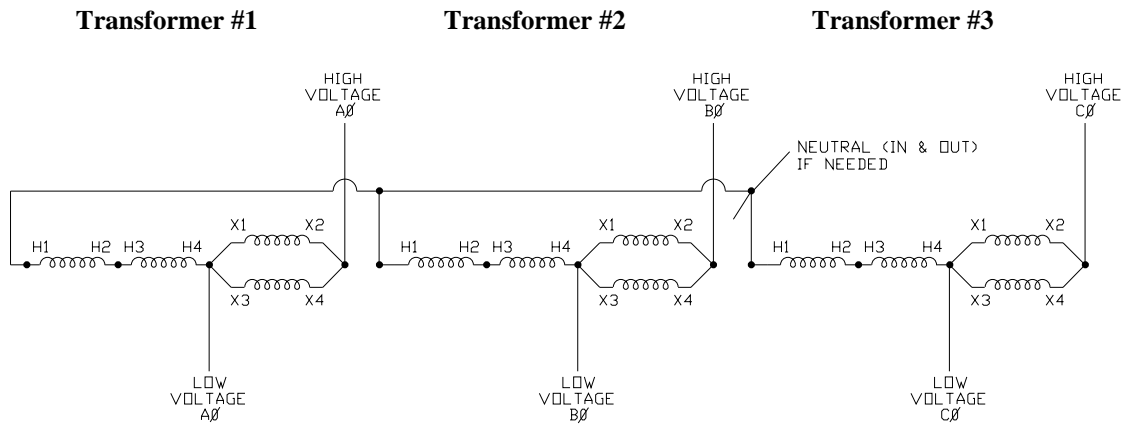 Transformer #1
Transformer #2
Transformer #3
HIGH
VOLTAGE
AØ
HIGH
VOLTAGE
BØ
HIGH
VOLTAGE
CØ
NEUTRAL (IN & OUT)
IF NEEDED
X1 X2
H1 H2 H3 H4
X3 X4
X1 X2
H1 H2 H3 H4
X3 X4
X1 X2
H1 H2 H3 H4
X3 X4
LOW
VOLTAGE
AØ
LOW
VOLTAGE
BØ
LOW
VOLTAGE
CØ